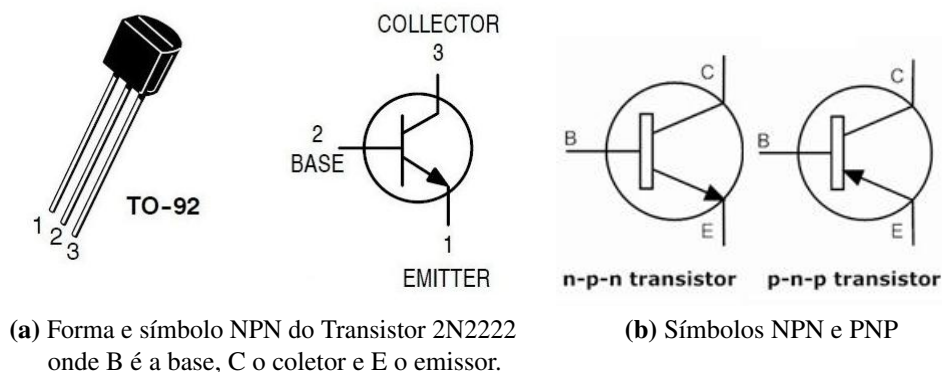 COLLECTOR
3
2
BASE
1
EMITTER
TO-92
1
2
3
C
B
E
n-p-n transistor
C
B
E
p-n-p transistor
(a) Forma e símbolo NPN do Transistor 2N2222
onde B é a base, C o coletor e E o emissor.
(b) Símbolos NPN e PNP